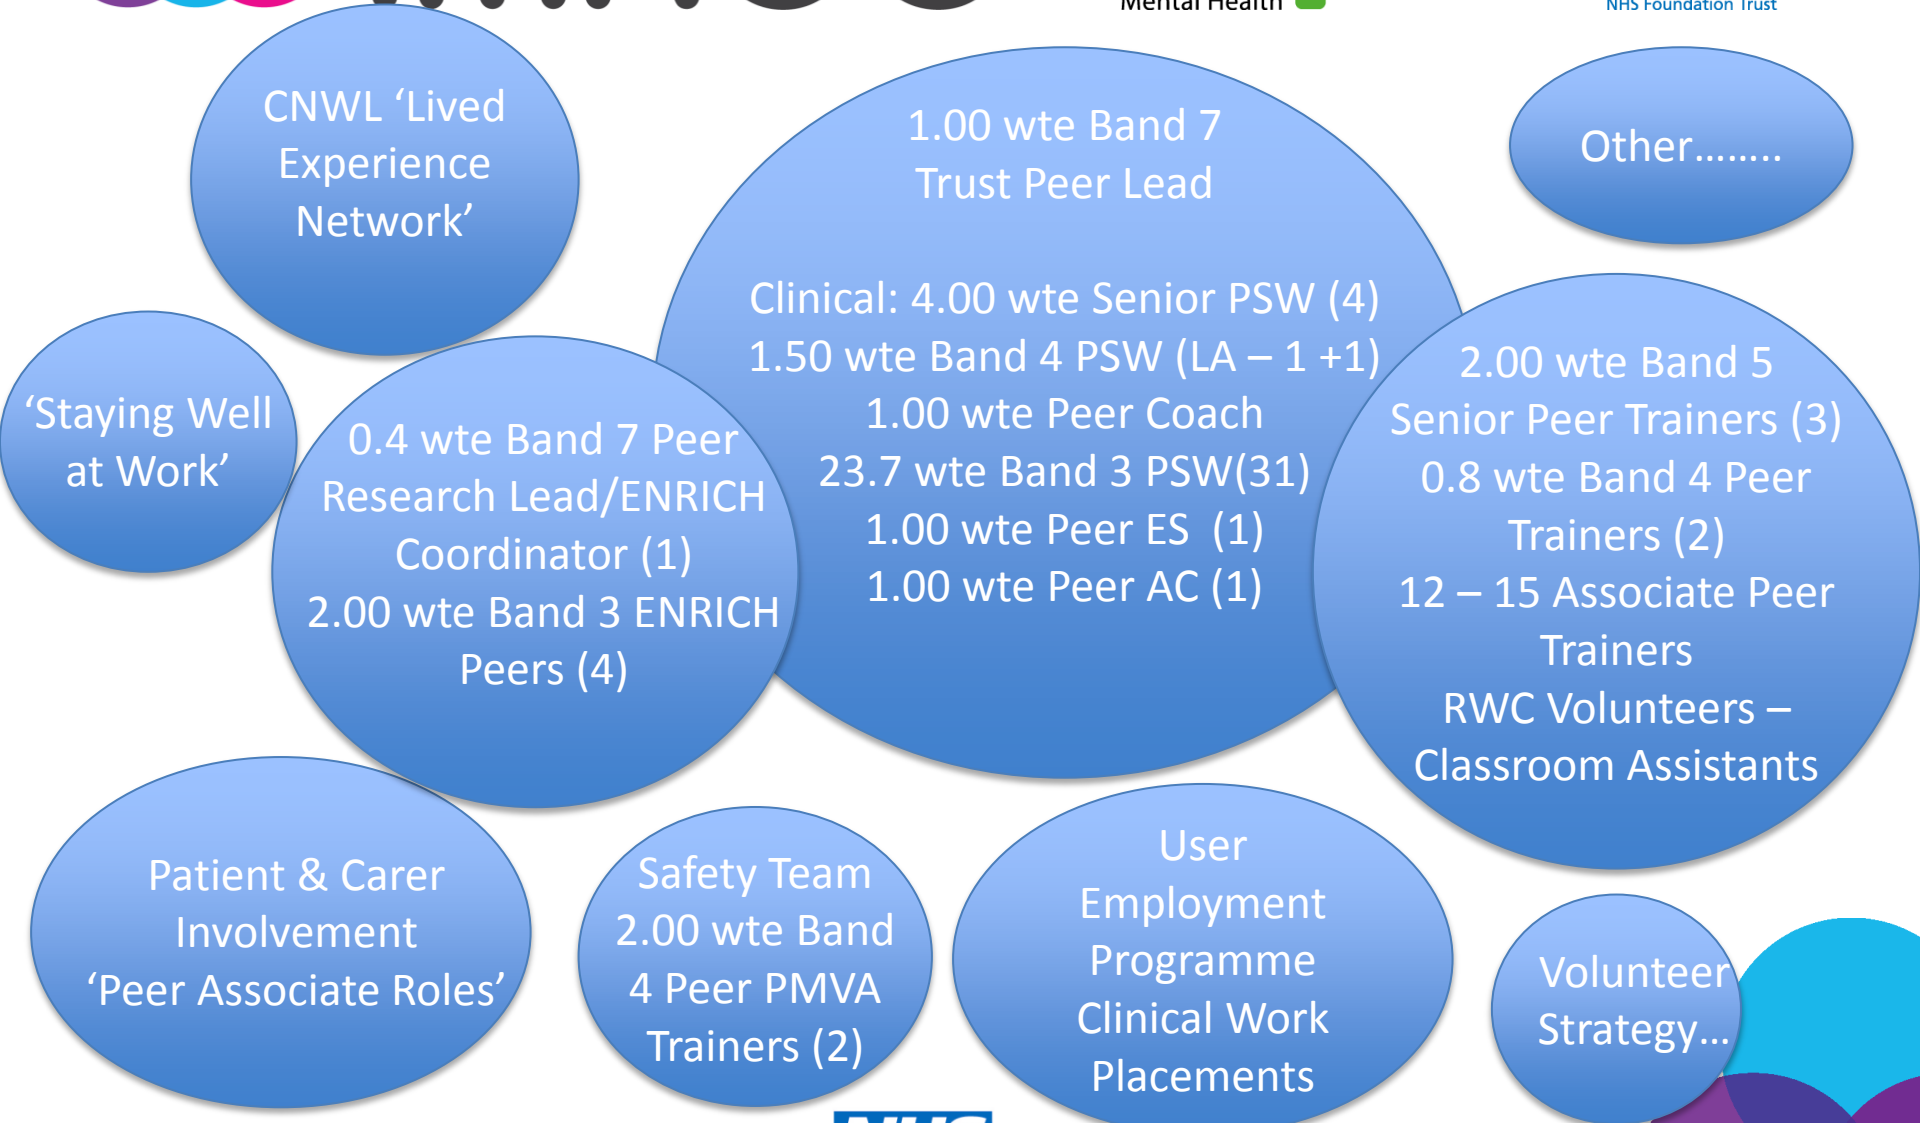 Mental Health
NHS Foundation Trust
CNWL ‘Lived
Experience
Network’
1.00 wte Band 7
Trust Peer Lead
Clinical: 4.00 wte Senior PSW (4)
1.50 wte Band 4 PSW (LA – 1 +1)
1.00 wte Peer Coach
23.7 wte Band 3 PSW(31)
1.00 wte Peer ES (1)
1.00 wte Peer AC (1)
Other........
‘Staying Well
at Work’
0.4 wte Band 7 Peer
Research Lead/ENRICH
Coordinator (1)
2.00 wte Band 3 ENRICH
Peers (4)
2.00 wte Band 5
Senior Peer Trainers (3)
0.8 wte Band 4 Peer
Trainers (2)
12 – 15 Associate Peer
Trainers
RWC Volunteers –
Classroom Assistants
Patient & Carer
Involvement
‘Peer Associate Roles’
Safety Team
2.00 wte Band
4 Peer PMVA
Trainers (2)
User
Employment
Programme
Clinical Work
Placements
Volunteer
Strategy...
NHS